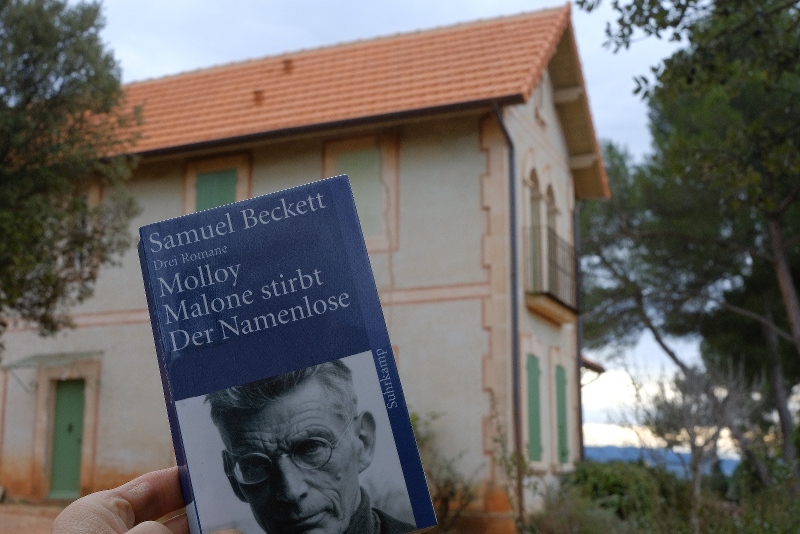 Samuel Beckett
Drei Romane
Molloy
Malone stirbt
Der Namenlose
Suhrkamp